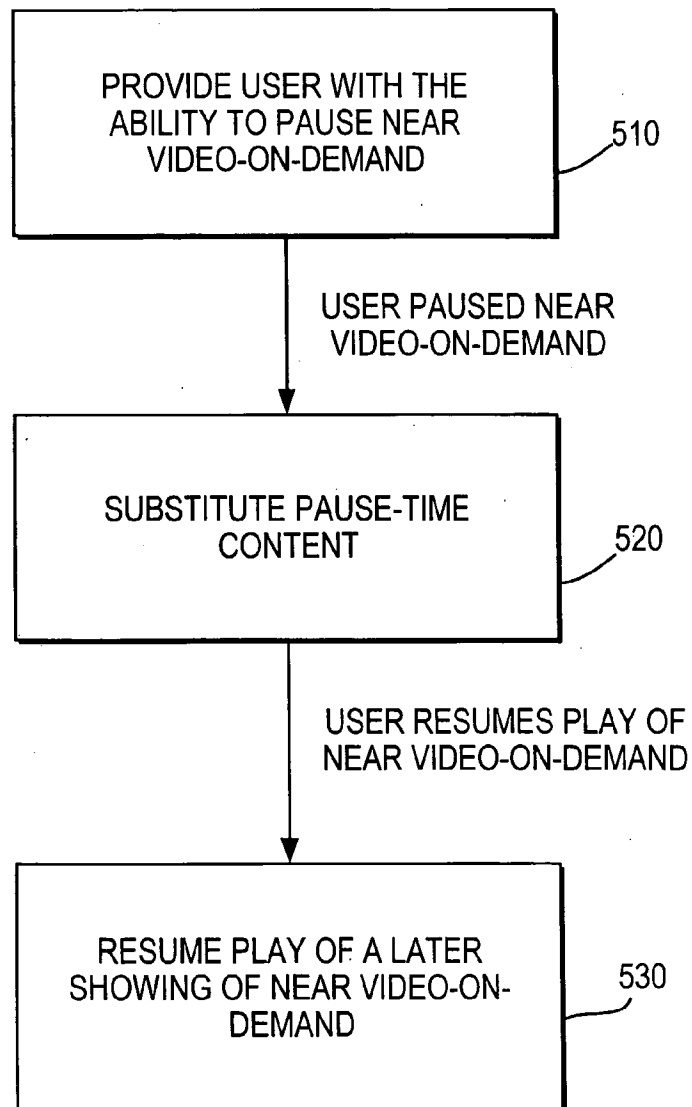 PROVIDE USER WITH THE
ABILITY TO PAUSE NEAR
VIDEO-ON-DEMAND
510
USER PAUSED NEAR
VIDEO-ON-DEMAND
SUBSTITUTE PAUSE-TIME
CONTENT
520
USER RESUMES PLAY OF
NEAR VIDEO-ON-DEMAND
RESUME PLAY OF A LATER
SHOWING OF NEAR VIDEO-ON-
DEMAND
530